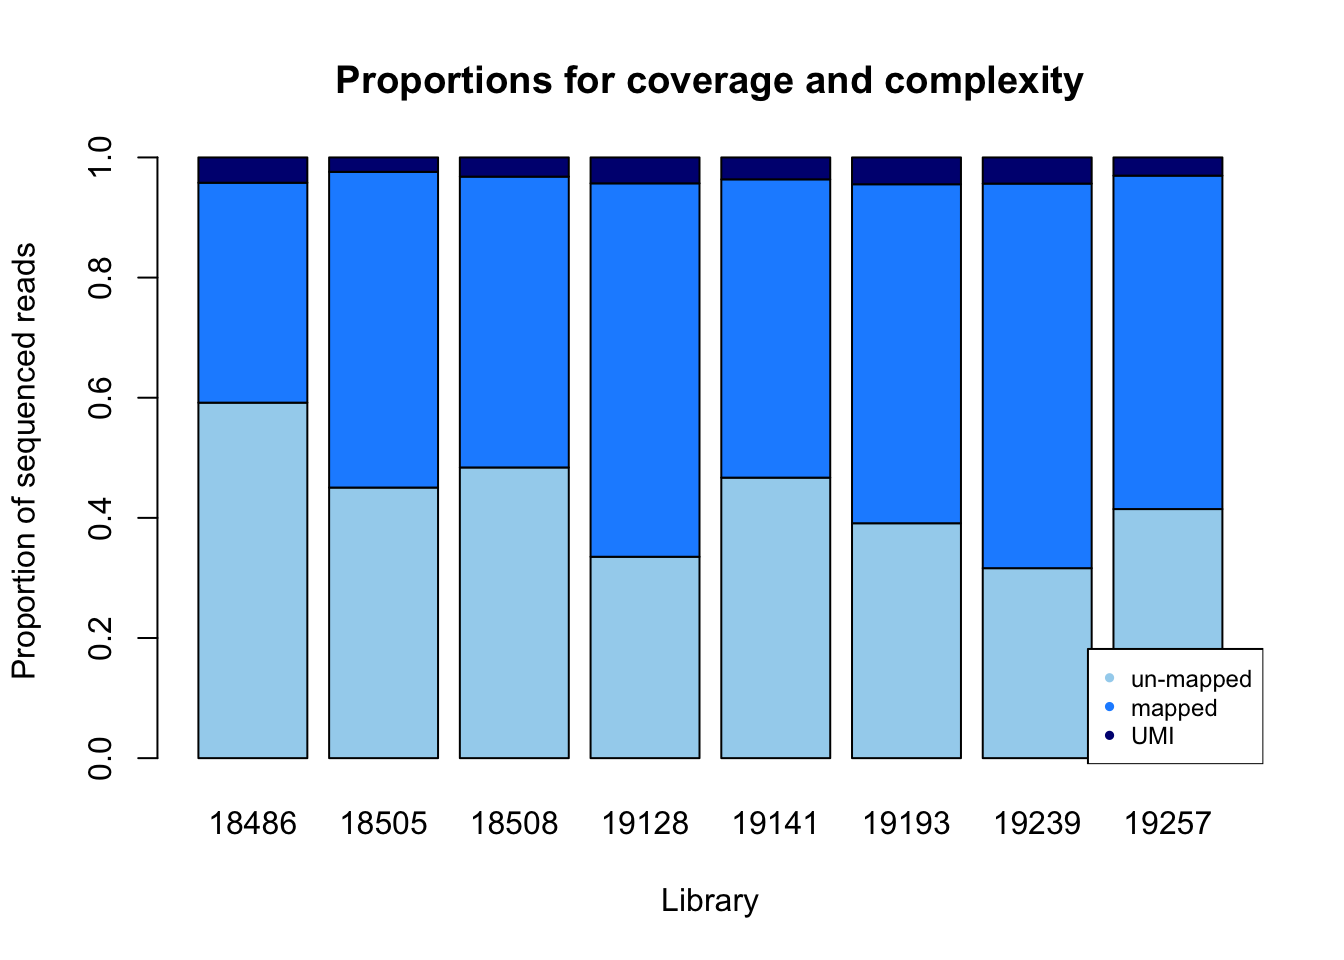 Proportions for coverage and complexity
Proportion of sequenced reads
1.0
0.8
0.6
0.4
0.2
0.0
un-mapped
mapped
UMI
18486 18505 18508 19128 19141 19193 19239 19257
Library